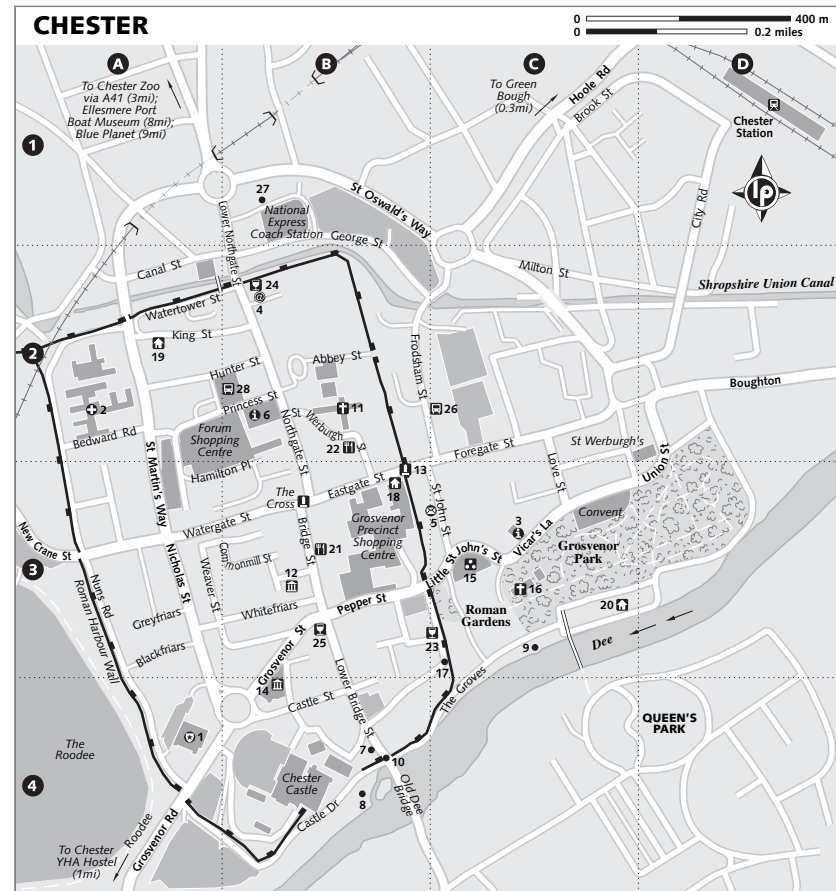 CHESTER
0 400 m
0 0.2 miles
A
B
C
D
1
2
3
4
To Chester Zoo
via A41 (3mi);
Ellesmere Port
Boat Museum (8mi);
Blue Planet (9mi)
To Green
Bough
(0.3mi)
Hoole Rd
Brook St
Chester
Station
lp
City Rd
27
National
Express
Coach Station
St Oswald's Way
Lower Northgate St
George St
Canal St
Milton St
Shropshire Union Canal
24
@
4
Watertower St
King St
19
Frodsham St
Abbey St
Hunter St
28
Boughton
Princess St
6
11
26
2
Werburgh St
Forum
Shopping
Centre
Northgate St
22
Bedward Rd
Foregate St
St Werburgh's
Union St
St Martin's Way
Hamilton Pl
13
Love St
Eastgate St
18
St John St
The
Cross
Convent
5
3
Watergate St
Grosvenor
Precinct
Shopping
Centre
Vicar's La
Grosvenor
Park
New Crane St
Bridge St
21
Commonmill St
Little St John's St
Nicholas St
Weaver St
12
15
16
Nuns Rd
Roman Harbour Wall
Whitefriars
Pepper St
Roman
Gardens
20
Greyfriars
25
23
Dee
Grosvenor St
9
Blackfriars
17
Lower Bridge St
The Groves
14
Castle St
QUEEN'S
PARK
1
7
10
The
Roodee
Chester
Castle
8
Old Dee
Bridge
Castle Dr
Roodee
Grosvenor Rd
To Chester
YHA Hostel
(1mi)